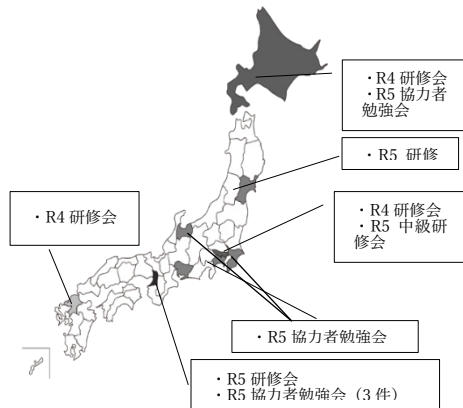 ・R4 研修会
・R5 協力者
勉強会
・R5 研修
・R4 研修会
・R5 中級研
修会
・R4 研修会
・R5 協力者勉強会
・R5 研修会
・R5 協力者勉強会（3 件）